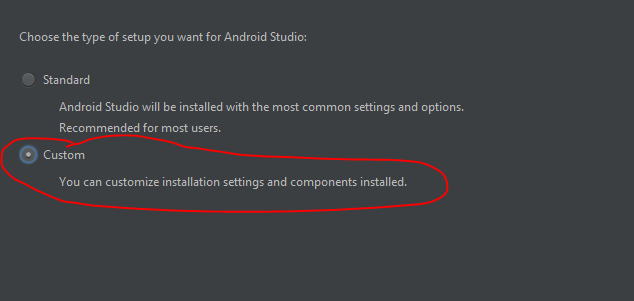 Choose the type of setup you want for Android Studio:
Standard
Android Studio will be installed with the most common settings and options.
Recommended for most users.
Custom
You can customize installation settings and components installed.